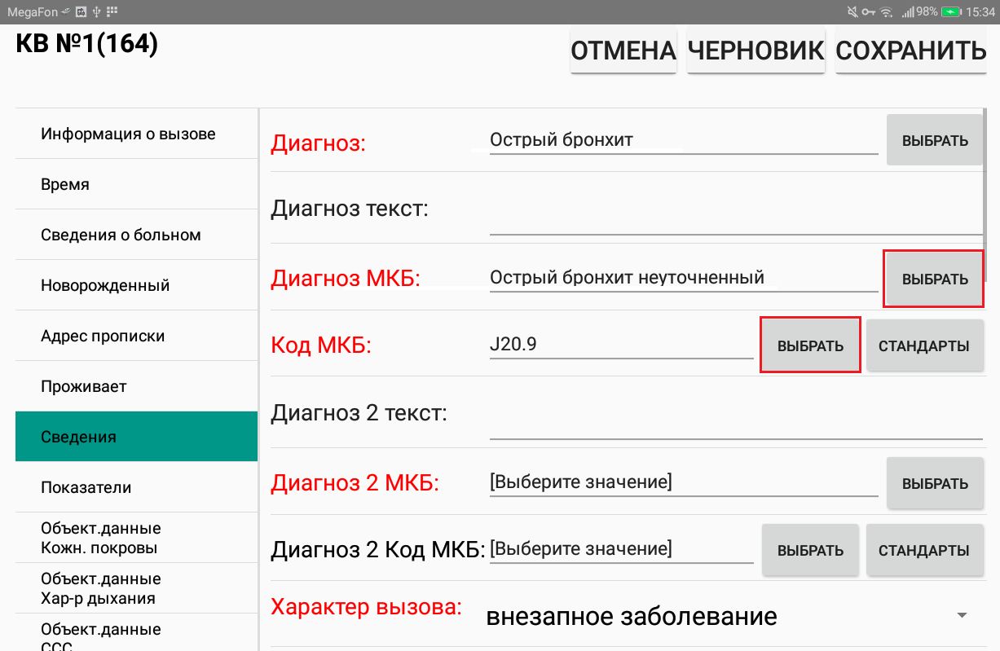 MegaFon 98% 15:34
КВ №1(164)
ОТМЕНА ЧЕРНОВИК СОХРАНИТЬ
Информация о вызове
Время
Сведения о больном
Новорожденный
Адрес прописки
Проживает
Сведения
Показатели
Объект.данные
Кожн. покровы
Объект.данные
Хар-р дыхания
Объект.данные
ССС
Диагноз: Острый бронхит ВЫБРАТЬ
Диагноз текст:
Диагноз МКБ: Острый бронхит неуточненный ВЫБРАТЬ
Код МКБ: J20.9 ВЫБРАТЬ СТАНДАРТЫ
Диагноз 2 текст:
Диагноз 2 МКБ: [Выберите значение] ВЫБРАТЬ
Диагноз 2 Код МКБ: [Выберите значение] ВЫБРАТЬ СТАНДАРТЫ
Характер вызова: внезапное заболевание